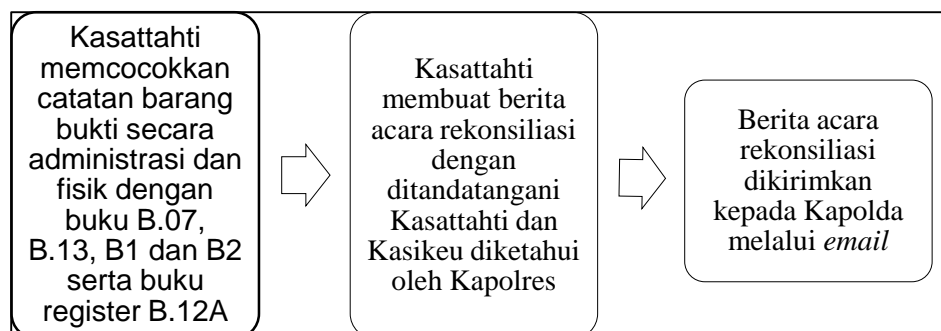 Kasattahti
memcocokkan
catatan barang
bukti secara
administrasi dan
fisik dengan
buku B.07,
B.13, B1 dan B2
serta buku
register B.12A
Kasattahti
membuat berita
acara rekonsiliasi
dengan
ditandatangani
Kasattahti dan
Kasikeu diketahui
oleh Kapolres
Berita acara
rekonsiliasi
dikirimkan
kepada Kapolda
melalui email